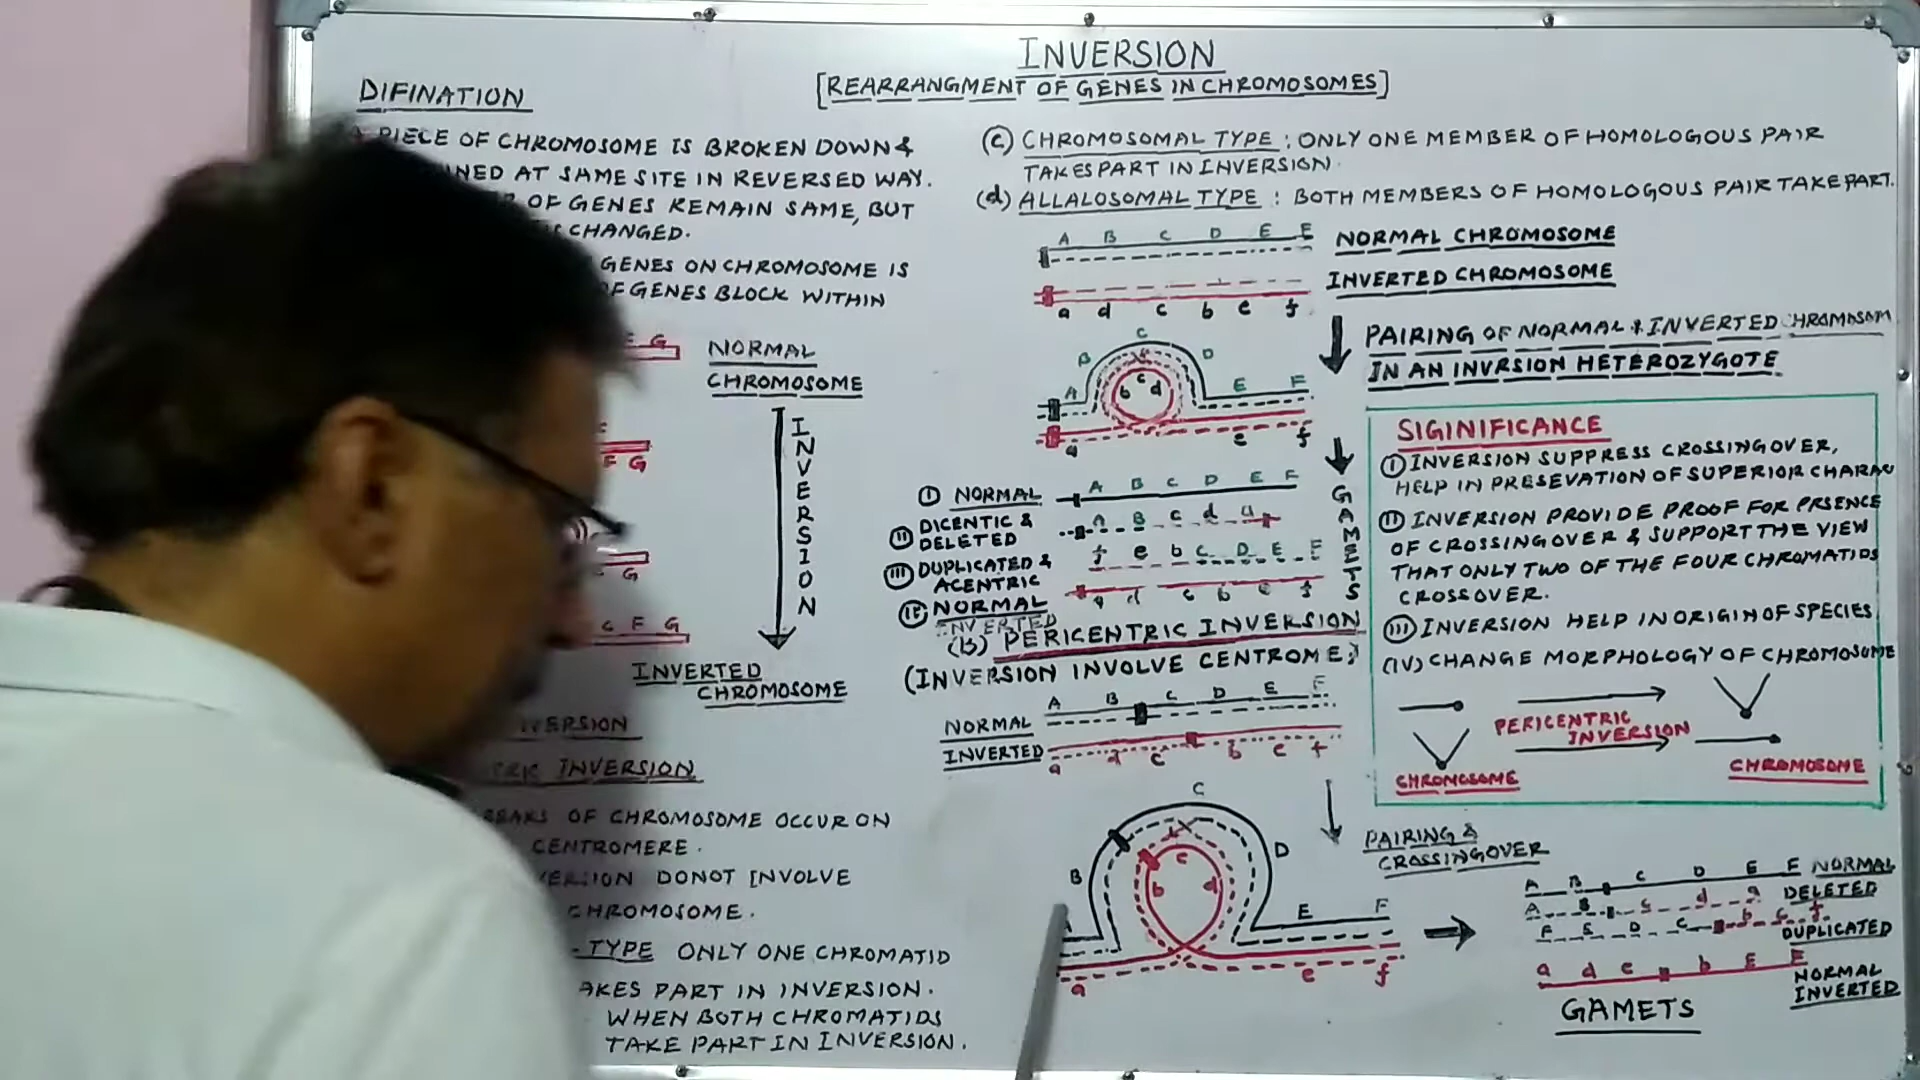 INVERSION
[REARRANGMENT OF GENES IN CHROMOSOMES]
DIFINATION
PIECE OF CHROMOSOME IS BROKEN DOWN &
AT SAME SITE IN REVERSED WAY.
OF GENES REMAIN SAME, BUT
CHANGED.
GENES ON CHROMOSOME IS
OF GENES BLOCK WITHIN
E G
NORMAL
CHROMOSOME
F G
INVERSION
G
C F G
INVERTED
CHROMOSOME
INVERSION
INVERSION
OF CHROMOSOME OCCUR ON
CENTROMERE.
DONOT INVOLVE
CHROMOSOME.
-TYPE ONLY ONE CHROMATID
TAKES PART IN INVERSION.
WHEN BOTH CHROMATIDS
TAKE PART IN INVERSION.
(C) CHROMOSOMAL TYPE : ONLY ONE MEMBER OF HOMOLOGOUS PAIR
TAKES PART IN INVERSION.
(d) ALLALOSOMAL TYPE : BOTH MEMBERS OF HOMOLOGOUS PAIR TAKE PART.
A B C D E F
NORMAL CHROMOSOME
INVERTED CHROMOSOME
a d c b e f
PAIRING OF NORMAL & INVERTED CHROMOSOM
IN AN INVRSION HETEROZYGOTE
A B C D E F
b c d
a e f
GAMETS
(I) NORMAL A B C D E F
(II) DICENTIC &
DELETED
A B c d a
(III) DUPLICATED &
ACENTRIC
f e b C D E F
NORMAL
INVERTED
a d c b e f
(B) PERICENTRIC INVERSION
(INVERSION INVOLVE CENTROME)
NORMAL A B C D E F
INVERTED a d c b e f
PAIRING &
CROSSINGOVER
A B C D E F
b c d
a e f
A B C D E F NORMAL
A B c d a DELETED
F E D C b e f
DUPLICATED
a d c b E F
NORMAL
INVERTED
GAMETS
SIGINIFICANCE
(I) INVERSION SUPPRESS CROSSINGOVER,
HELP IN PRESEVATION OF SUPERIOR CHARAC
(II) INVERSION PROVIDE PROOF FOR PRSENCE
OF CROSSINGOVER & SUPPORT THE VIEW
THAT ONLY TWO OF THE FOUR CHROMATIDS
CROSSOVER.
(III) INVERSION HELP IN ORIGIN OF SPECIES
(IV) CHANGE MORPHOLOGY OF CHROMOSOME
PERICENTRIC
INVERSION
CHROMOSOME
CHROMOSOME